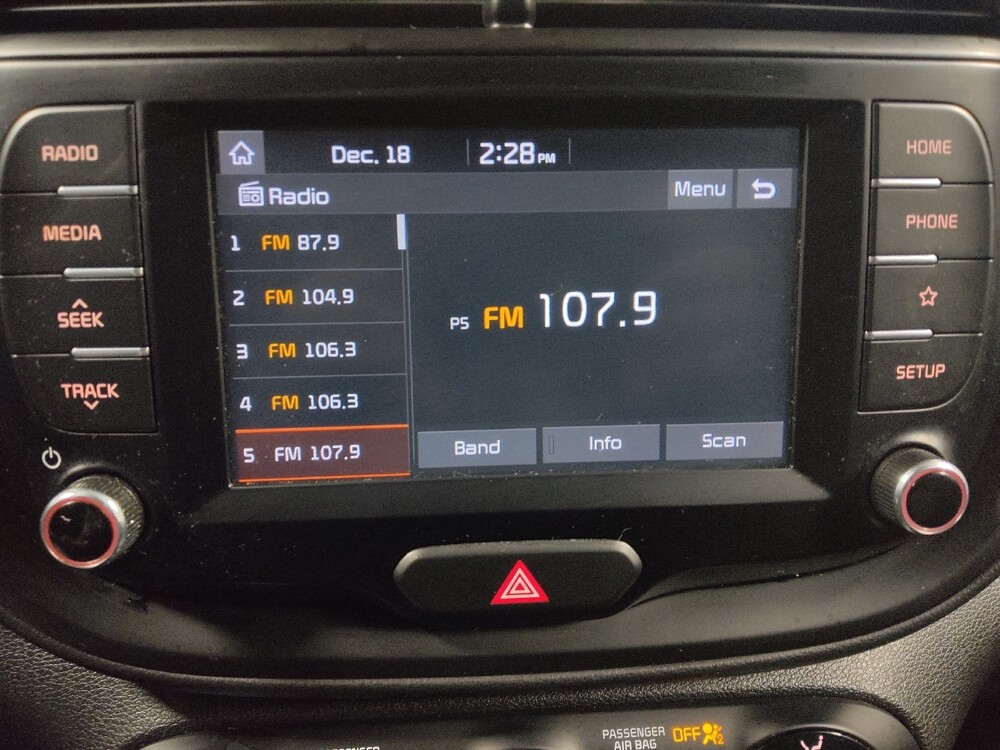 RADIO
MEDIA
SEEK
TRACK
Dec. 18 2:28 PM
Radio Menu
1 FM 87.9
2 FM 104.9
3 FM 106.3
4 FM 106.3
5 FM 107.9
P5 FM 107.9
Band Info Scan
HOME
PHONE
SETUP
PASSENGER
PASSENGER
AIR BAG
OFF 2